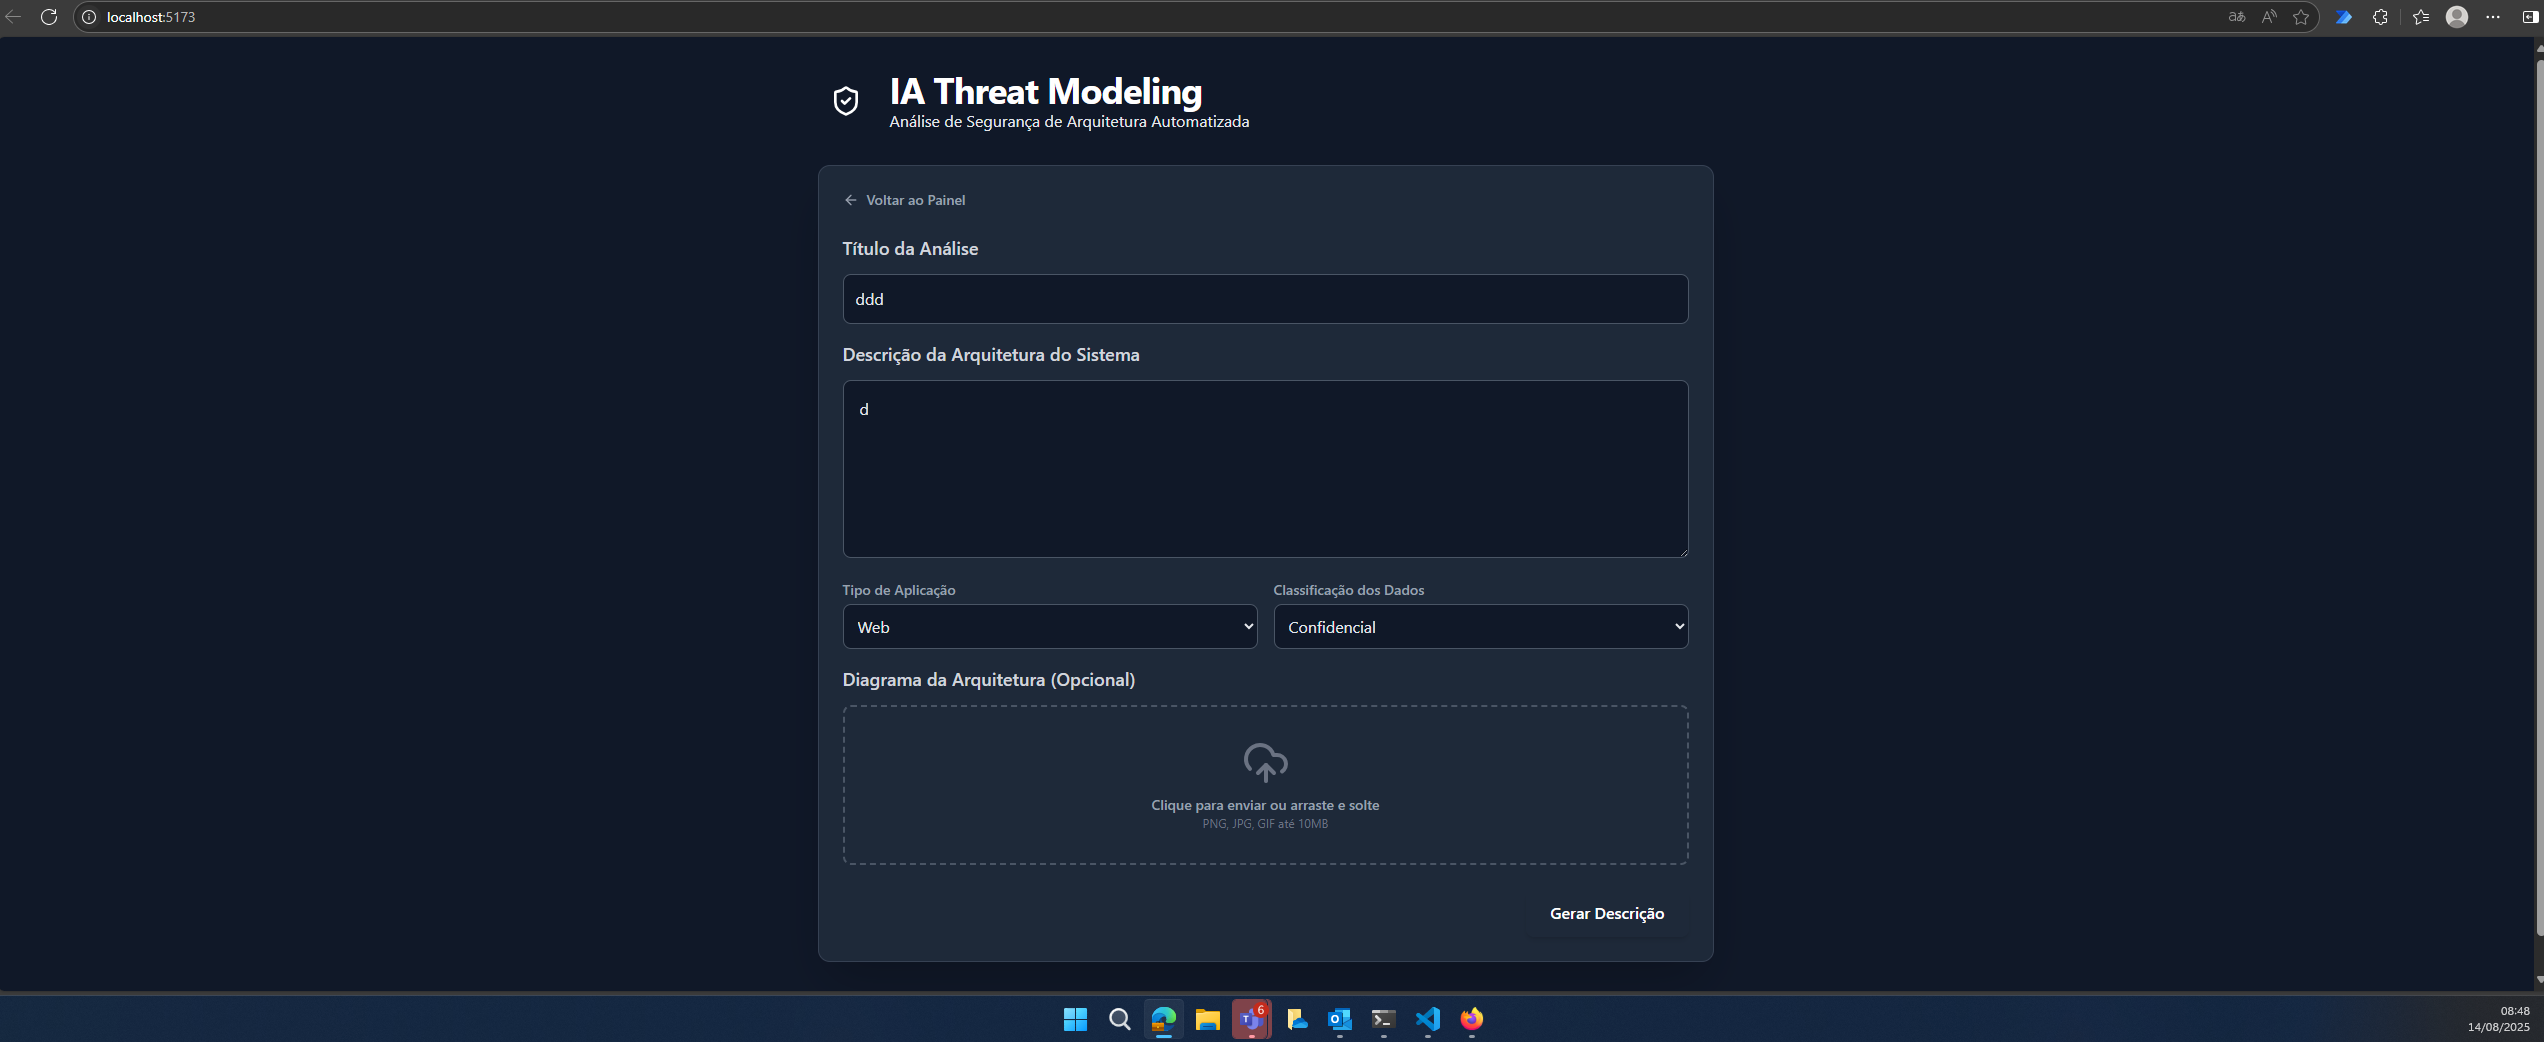 localhost:5173
IA Threat Modeling
Análise de Segurança de Arquitetura Automatizada
Voltar ao Painel
Título da Análise
ddd
Descrição da Arquitetura do Sistema
d
Tipo de Aplicação
Classificação dos Dados
Web
Confidencial
Diagrama da Arquitetura (Opcional)
Clique para enviar ou arraste e solte
PNG, JPG, GIF até 10MB
Gerar Descrição
6
08:48
14/08/2025